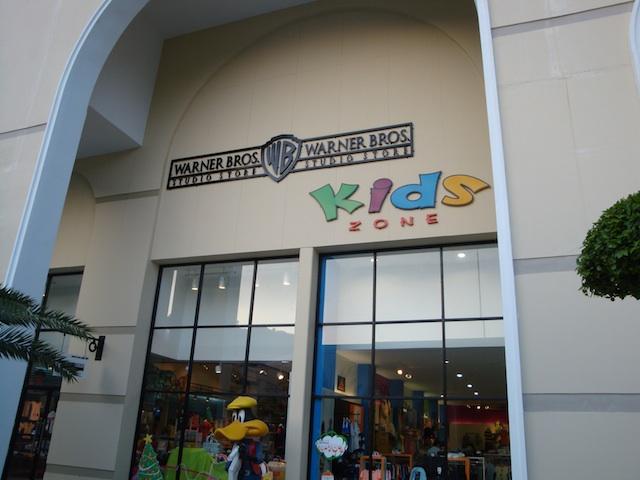 WARNER BROS. WB WARNER BROS.
STUDIO STORE STUDIO STORE
Kids
ZONE